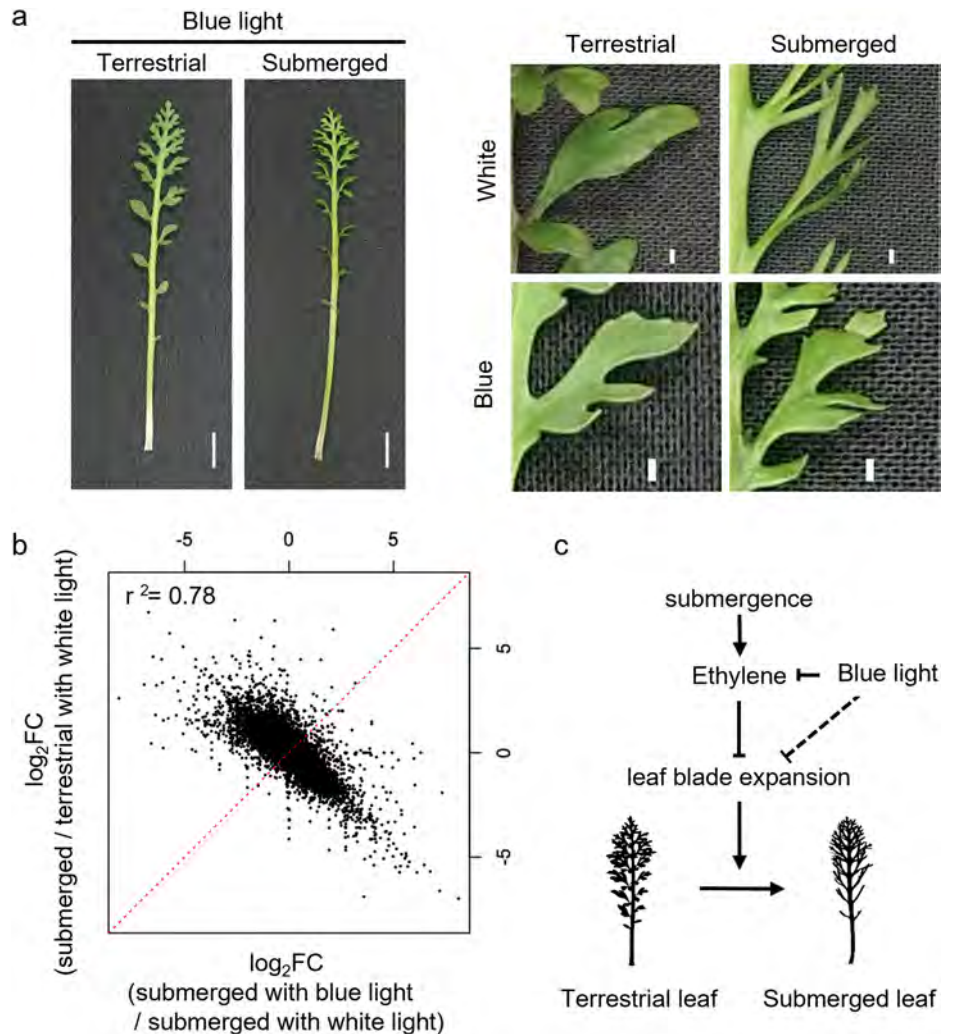 a
Blue light
Terrestrial Submerged
Terrestrial Submerged
White
Blue
b
-5 0 5
r ²= 0.78
5
0
-5
log₂FC
(submerged / terrestrial with white light)
log₂FC
(submerged with blue light
/ submerged with white light)
c
submergence
Ethylene Blue light
leaf blade expansion
Terrestrial leaf Submerged leaf